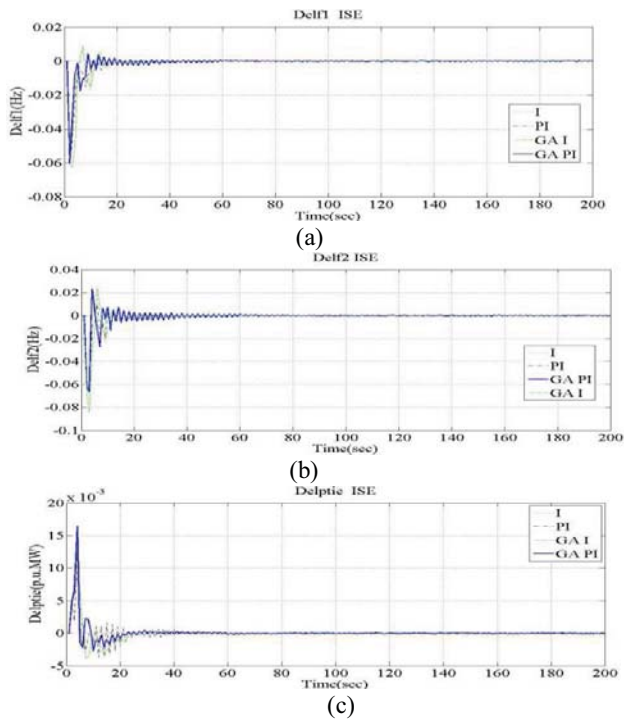 Delf1 ISE
0.02
0
-0.02
-0.04
-0.06
-0.08
Delf1(Hz)
I
PI
GA I
GA PI
0 20 40 60 80 100 120 140 160 180 200
Time(sec)
(a)
Delf2 ISE
0.04
0.02
0
-0.02
-0.04
-0.06
-0.08
-0.1
Delf2(Hz)
I
PI
GA PI
GA I
0 20 40 60 80 100 120 140 160 180 200
Time(sec)
(b)
Delptie ISE
20 X 10⁻³
15
10
5
0
-5
Delptie(p.u.MW)
I
PI
GA I
GA PI
0 20 40 60 80 100 120 140 160 180 200
Time(sec)
(c)